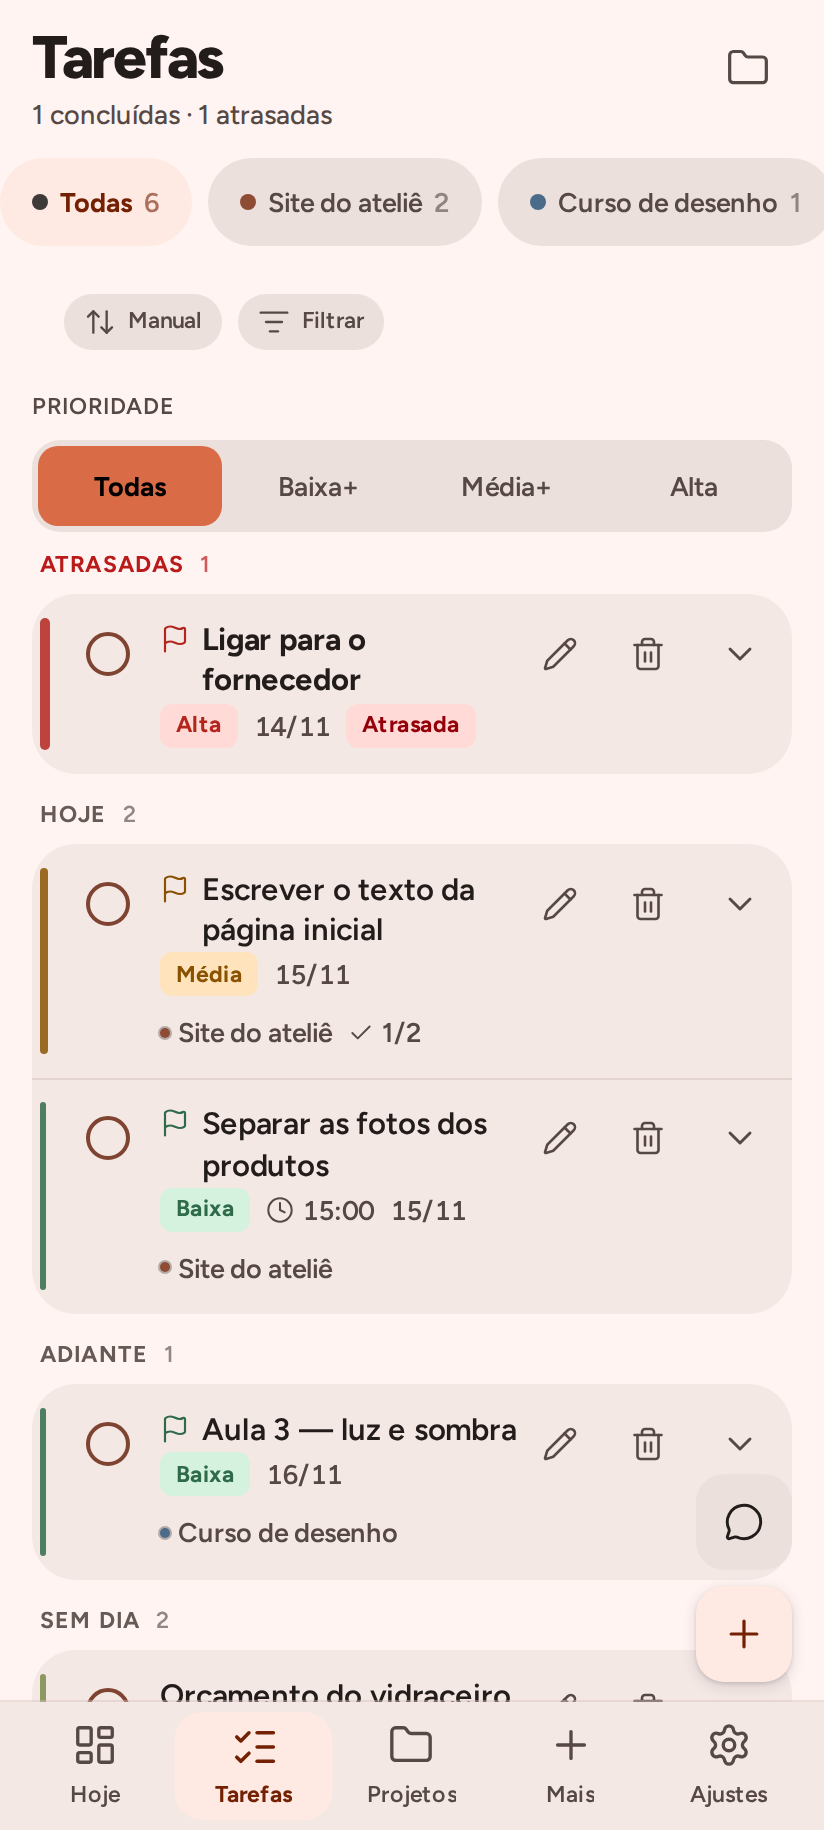 Tarefas
1 concluídas · 1 atrasadas
Todas 6
Site do ateliê 2
Curso de desenho 1
Manual
Filtrar
PRIORIDADE
Todas
Baixa+
Média+
Alta
ATRASADAS 1
Ligar para o
fornecedor
Alta 14/11 Atrasada
HOJE 2
Escrever o texto da
página inicial
Média 15/11
Site do ateliê 1/2
Separar as fotos dos
produtos
Baixa 15:00 15/11
Site do ateliê
ADIANTE 1
Aula 3 — luz e sombra
Baixa 16/11
Curso de desenho
SEM DIA 2
Orçamento do vidraceiro
Hoje
Tarefas
Projetos
Mais
Ajustes